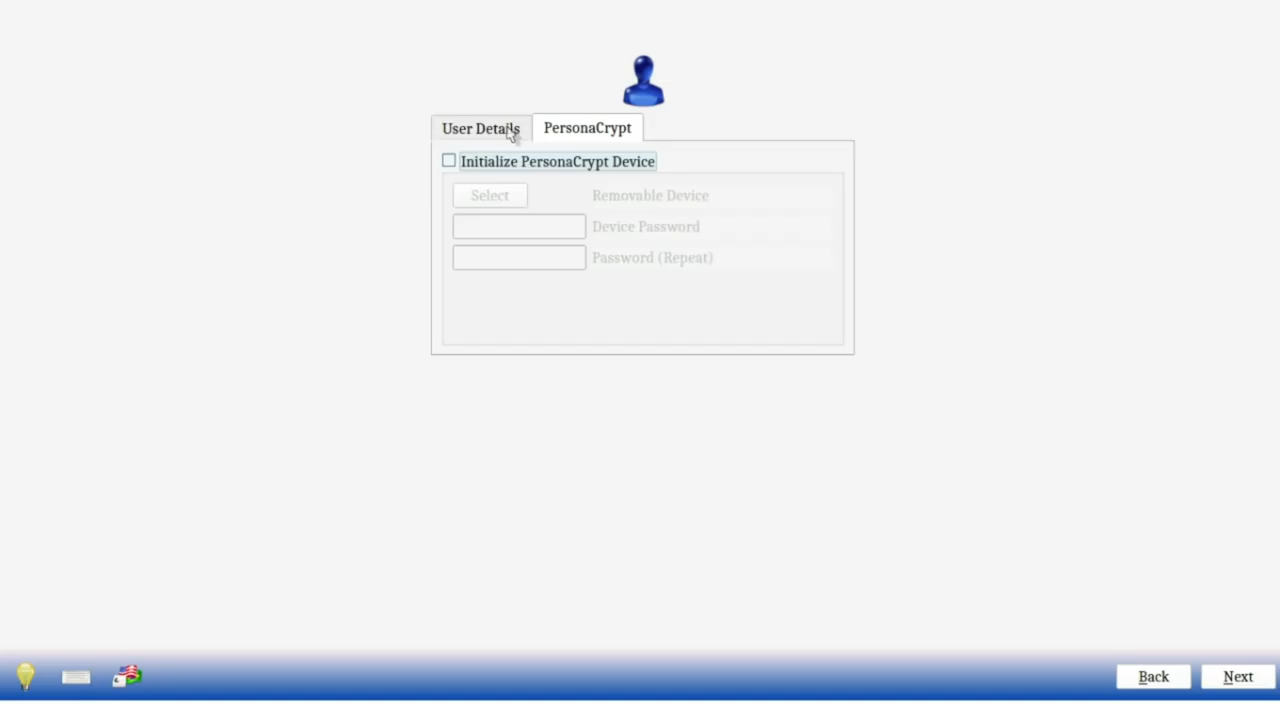 User Details PersonaCrypt
Initialize PersonaCrypt Device
Select Removable Device
Device Password
Password (Repeat)
Back Next